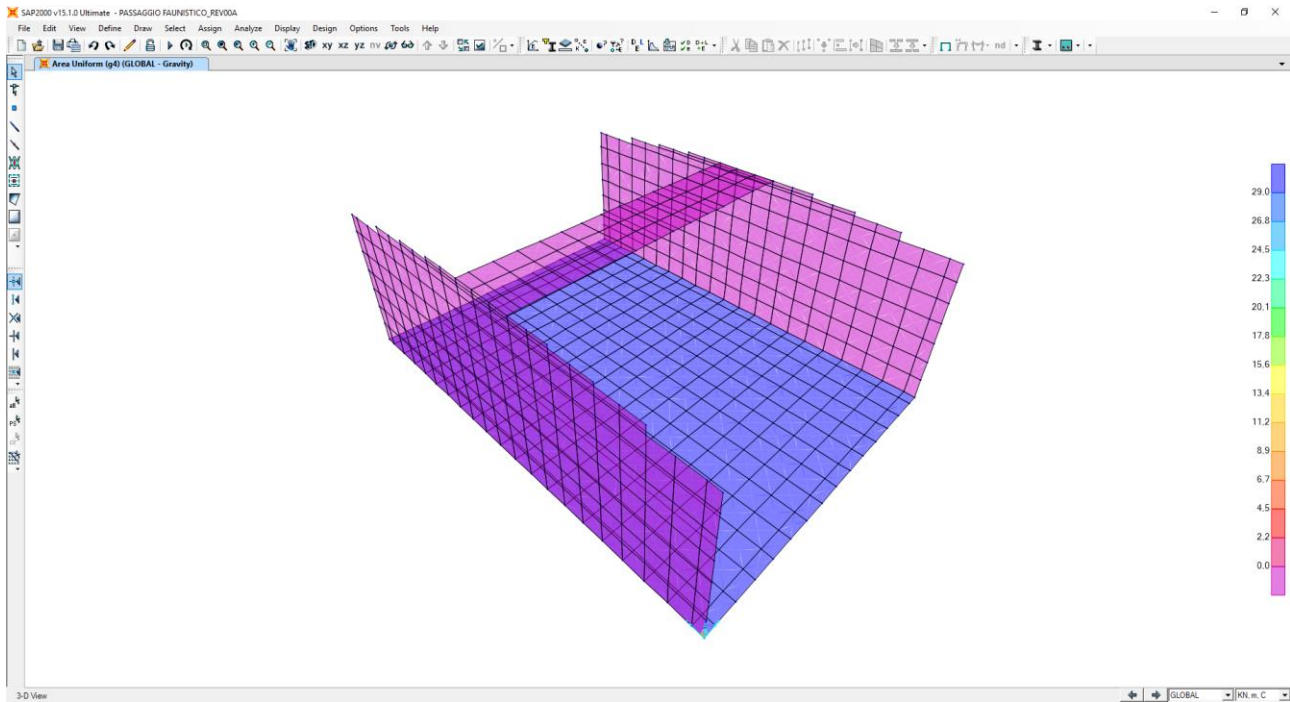 SAP2000 v15.1.0 Ultimate - PASSAGGIO FAUNISTICO_REV00A
File Edit View Define Draw Select Assign Analyze Display Design Options Tools Help
xy xz yz nv nd
Area Uniform (g4) (GLOBAL - Gravity)
29.0
26.8
24.5
22.3
20.1
17.8
15.6
13.4
11.2
8.9
6.7
4.5
2.2
0.0
3-D View GLOBAL KN, m, C